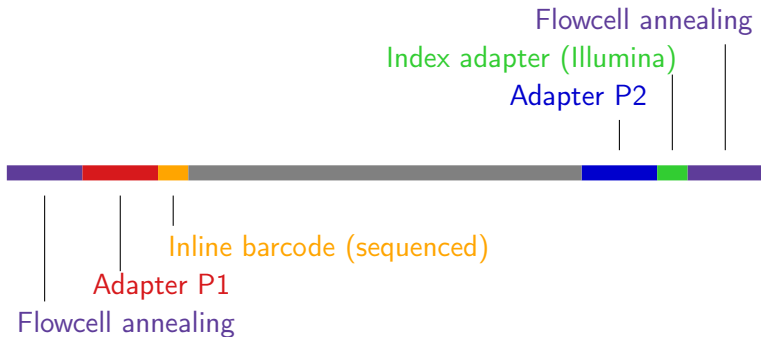 Flowcell annealing
Index adapter (Illumina)
Adapter P2
Inline barcode (sequenced)
Adapter P1
Flowcell annealing